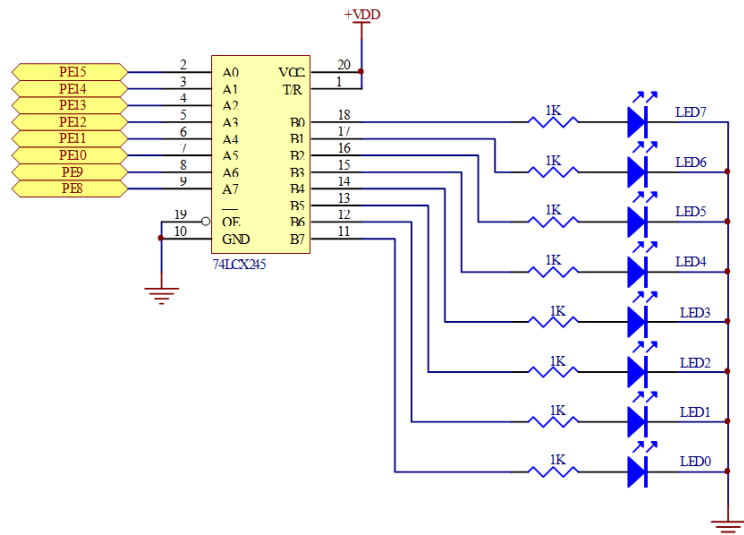 +VDD
PE15 2 A0 VCC 20
PE14 3 A1 T/R 1
PE13 4 A2
PE12 5 A3 B0 18 1K LED7
PE11 6 A4 B1 17
PE10 7 A5 B2 16 1K LED6
PE9 8 A6 B3 15
PE8 9 A7 B4 14
B5 13 1K LED5
19 OE B6 12
10 GND B7 11
74LCX245 1K LED4
1K LED3
1K LED2
1K LED1
1K LED0